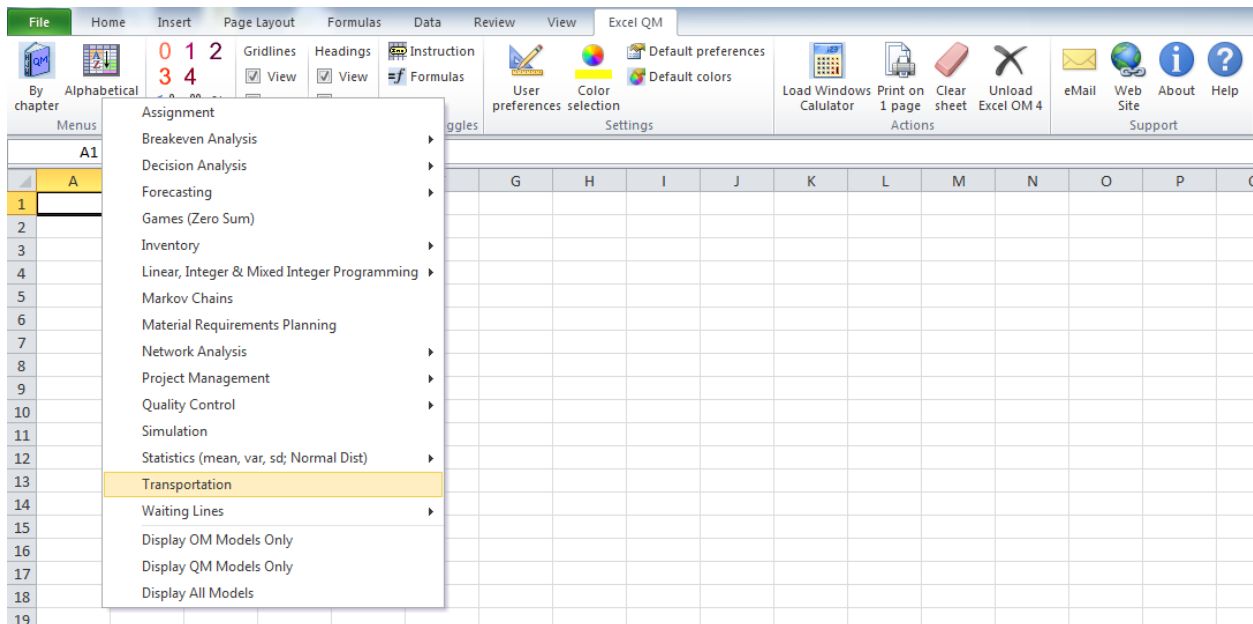 File Home Insert Page Layout Formulas Data Review View Excel QM
QM
By chapter
A Z
Alphabetical
Menus
0 1 2
3 4
Gridlines
View
Headings
View
Instruction
=f Formulas
ggles
User preferences
Color selection
Default preferences
Default colors
Settings
Load Windows Calulator
Print on 1 page
Clear sheet
Unload Excel OM 4
Actions
eMail
Web Site
About
Help
Support
A1
A G H I J K L M N O P
1
2
3
4
5
6
7
8
9
10
11
12
13
14
15
16
17
18
19
Assignment
Breakeven Analysis
Decision Analysis
Forecasting
Games (Zero Sum)
Inventory
Linear, Integer & Mixed Integer Programming
Markov Chains
Material Requirements Planning
Network Analysis
Project Management
Quality Control
Simulation
Statistics (mean, var, sd; Normal Dist)
Transportation
Waiting Lines
Display OM Models Only
Display QM Models Only
Display All Models